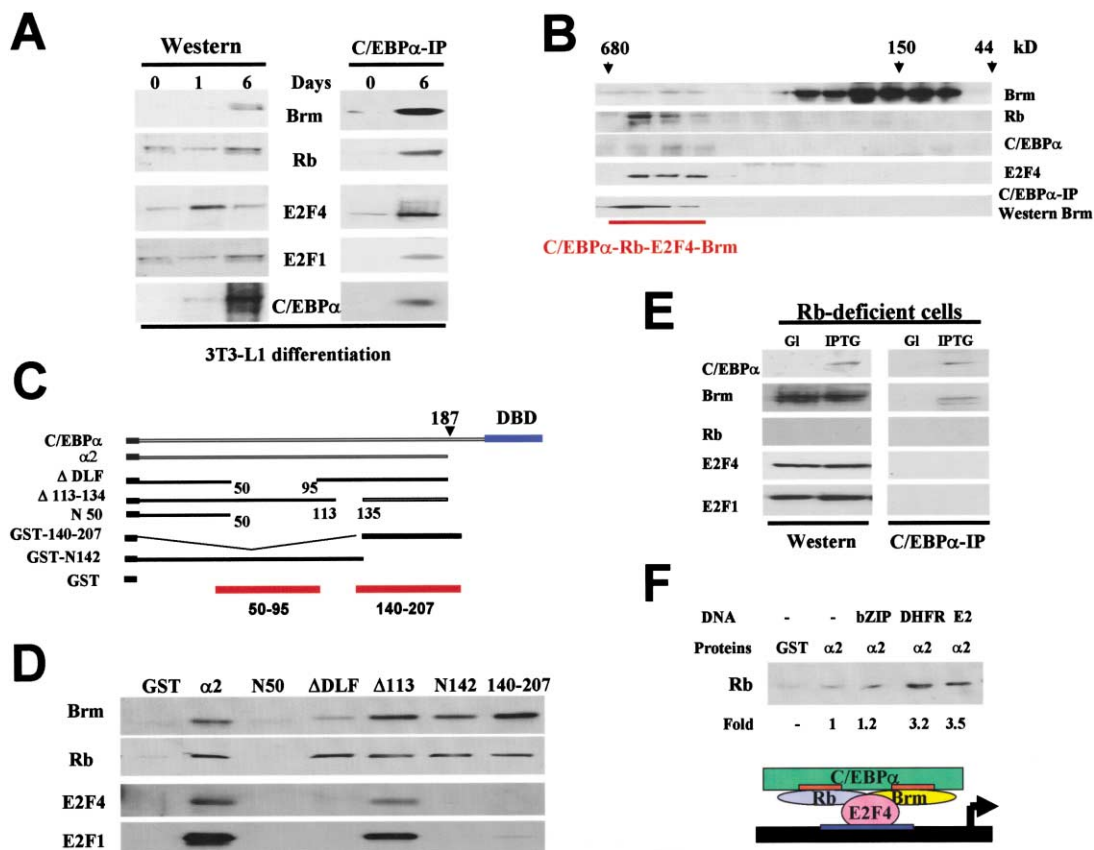 A
Western
C/EBPα-IP
0 1 6 Days 0 6
Brm
Rb
E2F4
E2F1
C/EBPα
3T3-L1 differentiation
B
680 150 44 kD
Brm
Rb
C/EBPα
E2F4
C/EBPα-IP
Western Brm
C/EBPα-Rb-E2F4-Brm
C
187 DBD
C/EBPα
α2
Δ DLF
50 95
Δ 113-134
113 135
N 50
50
GST-140-207
GST-N142
GST
50-95 140-207
D
GST α2 N50 ΔDLF Δ113 N142 140-207
Brm
Rb
E2F4
E2F1
E
Rb-deficient cells
Gl IPTG Gl IPTG
C/EBPα
Brm
Rb
E2F4
E2F1
Western C/EBPα-IP
F
DNA - - bZIP DHFR E2
Proteins GST α2 α2 α2 α2
Rb
Fold - 1 1.2 3.2 3.5
C/EBPα
Rb Brm
E2F4